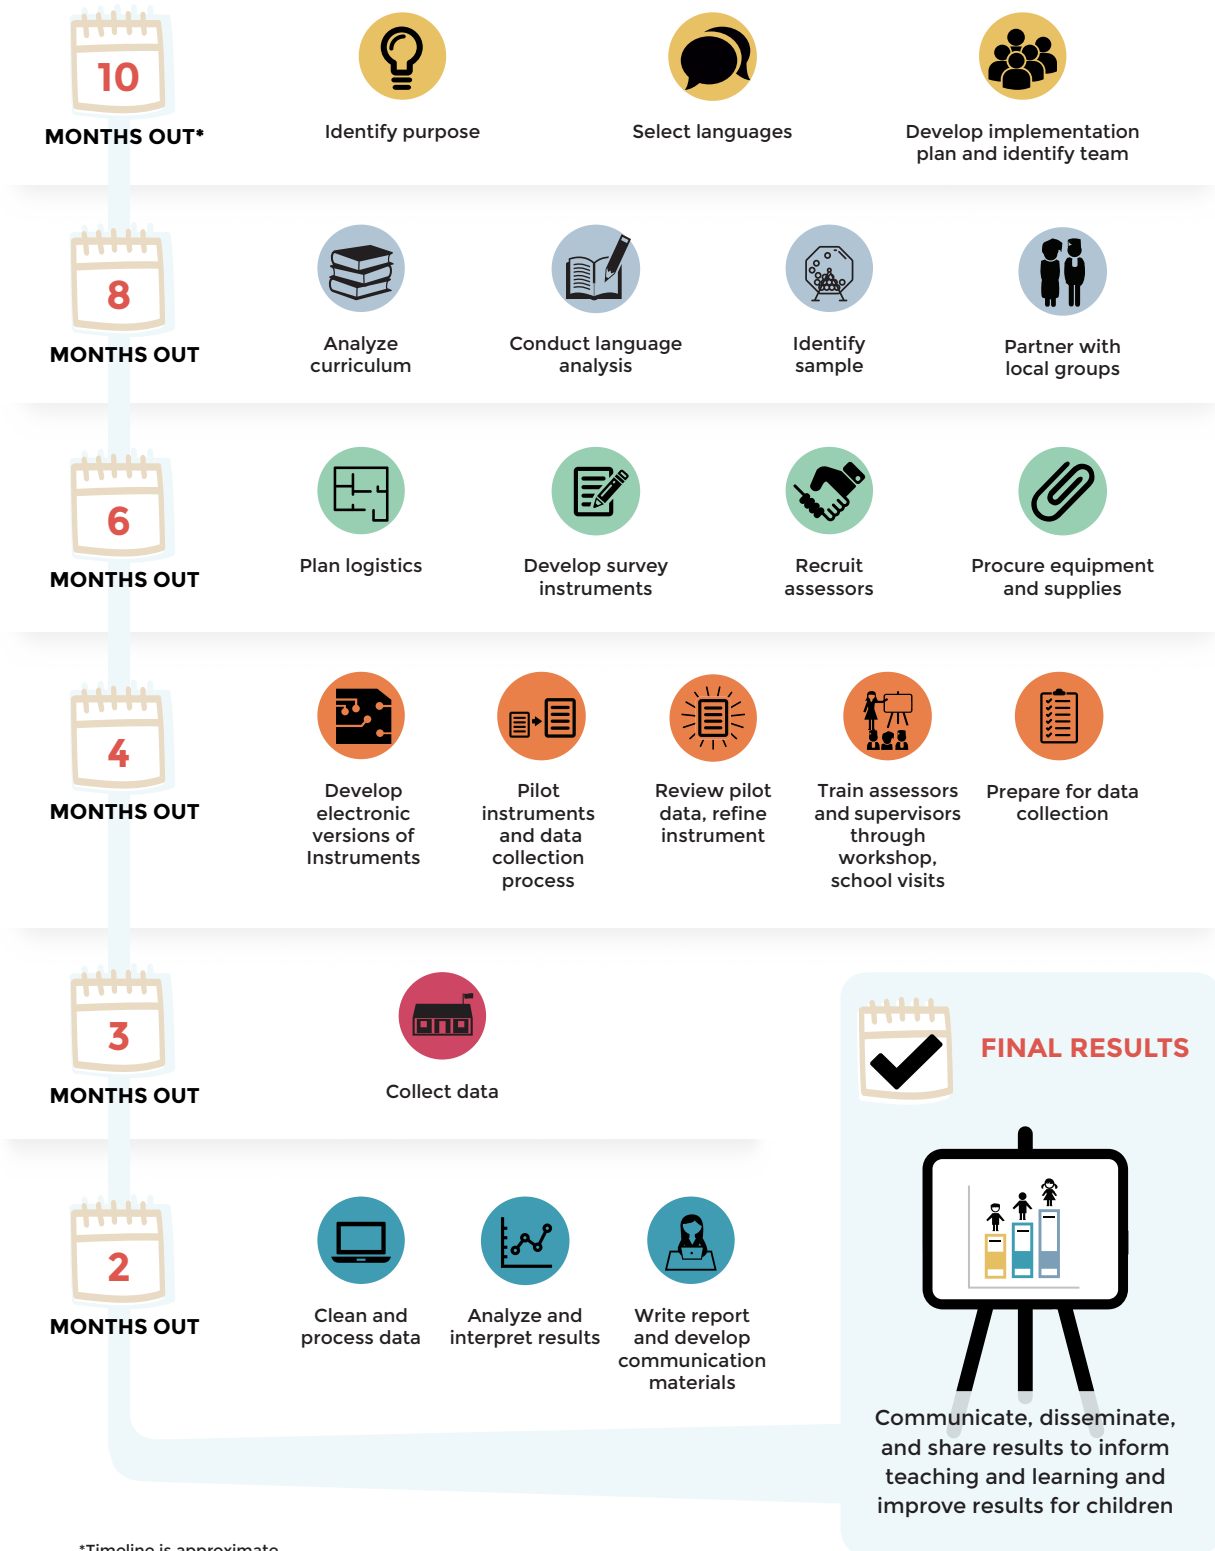 10
MONTHS OUT*
Identify purpose
Select languages
Develop implementation
plan and identify team
8
MONTHS OUT
Analyze
curriculum
Conduct language
analysis
Identify
sample
Partner with
local groups
6
MONTHS OUT
Plan logistics
Develop survey
instruments
Recruit
assessors
Procure equipment
and supplies
4
MONTHS OUT
Develop
electronic
versions of
Instruments
Pilot
instruments
and data
collection
process
Review pilot
data, refine
instrument
Train assessors
and supervisors
through
workshop,
school visits
Prepare for data
collection
3
MONTHS OUT
Collect data
2
MONTHS OUT
Clean and
process data
Analyze and
interpret results
Write report
and develop
communication
materials
FINAL RESULTS
Communicate, disseminate,
and share results to inform
teaching and learning and
improve results for children
*Timeline is approximate